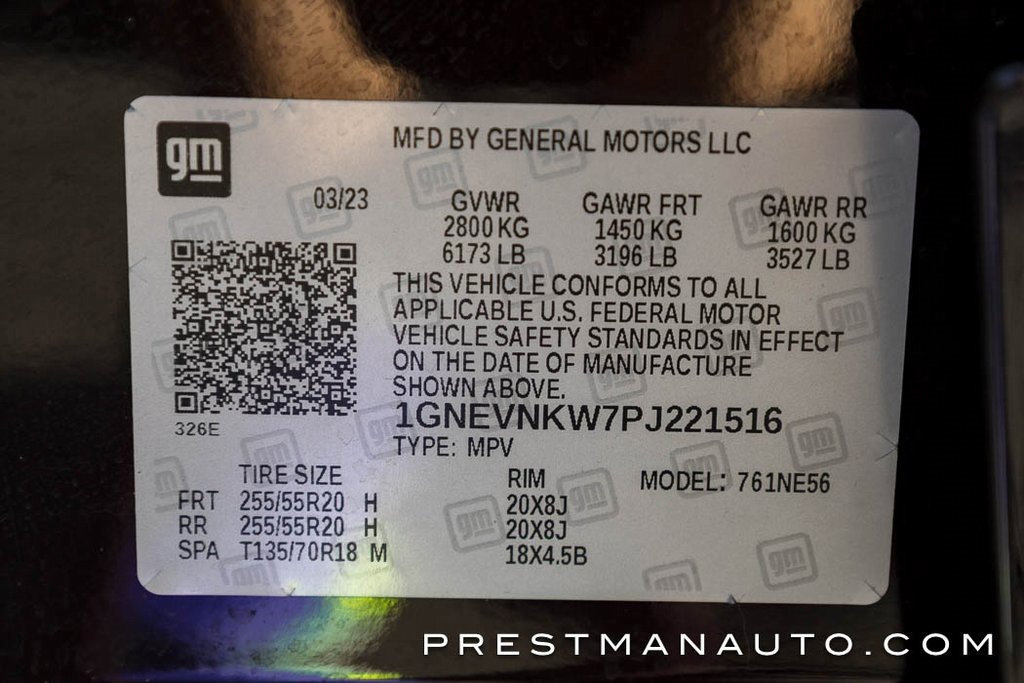 gm
MFD BY GENERAL MOTORS LLC
03/23 GVWR GAWR FRT GAWR RR
2800 KG 1450 KG 1600 KG
6173 LB 3196 LB 3527 LB
THIS VEHICLE CONFORMS TO ALL
APPLICABLE U.S. FEDERAL MOTOR
VEHICLE SAFETY STANDARDS IN EFFECT
ON THE DATE OF MANUFACTURE
SHOWN ABOVE.
1GNEVNKW7PJ221516
326E
TYPE: MPV
TIRE SIZE RIM MODEL: 761NE56
FRT 255/55R20 H 20X8J
RR 255/55R20 H 20X8J
SPA T135/70R18 M 18X4.5B
PRESTMANAUTO.COM